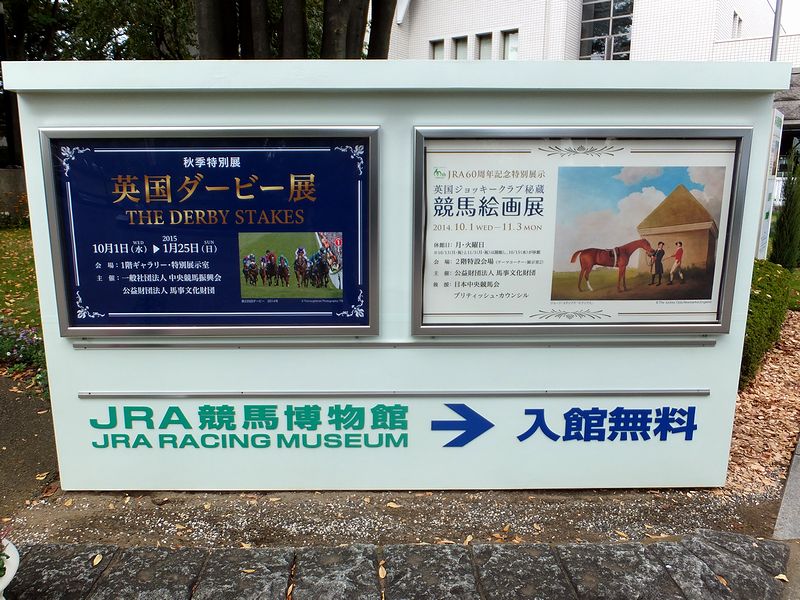 秋季特別展
英国ダービー展
THE DERBY STAKES
10月1日(水)WED ▶ 2015 1月25日(日)SUN
会 場:1階ギャラリー・特別展示室
主 催:一般社団法人 中央競馬振興会
公益財団法人 馬事文化財団
JRA60周年記念特別展示
英国ジョッキークラブ秘蔵
競馬絵画展
2014.10.1 WED—11.3 MON
休館日:月・火曜日
会 場:2階特設会場
主 催:公益財団法人 馬事文化財団
後 援:日本中央競馬会
ブリティッシュ・カウンシル
JRA競馬博物館
JRA RACING MUSEUM
➔
入館無料